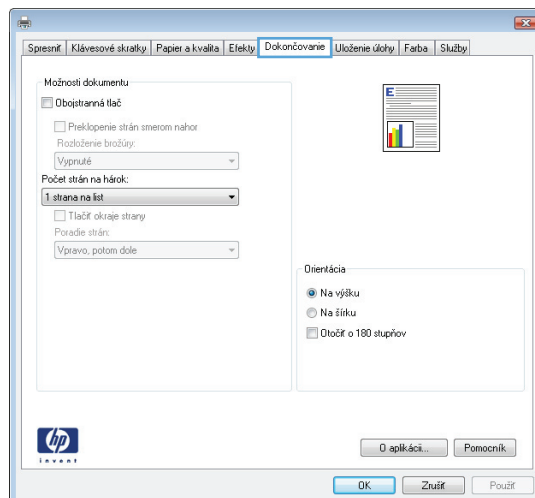 Spresniť Klávesové skratky Papier a kvalita Efekty Dokončovanie Uloženie úlohy Farba Služby
Možnosti dokumentu
Obojstranná tlač
Preklopenie strán smerom nahor
Rozloženie brožúry:
Vypnuté
Počet strán na hárok:
1 strana na list
Tlačiť okraje strany
Poradie strán:
Vpravo, potom dole
E
Orientácia
Na výšku
Na šírku
Otočiť o 180 stupňov
hp
invent
O aplikácii... Pomocník
OK Zrušiť Použiť